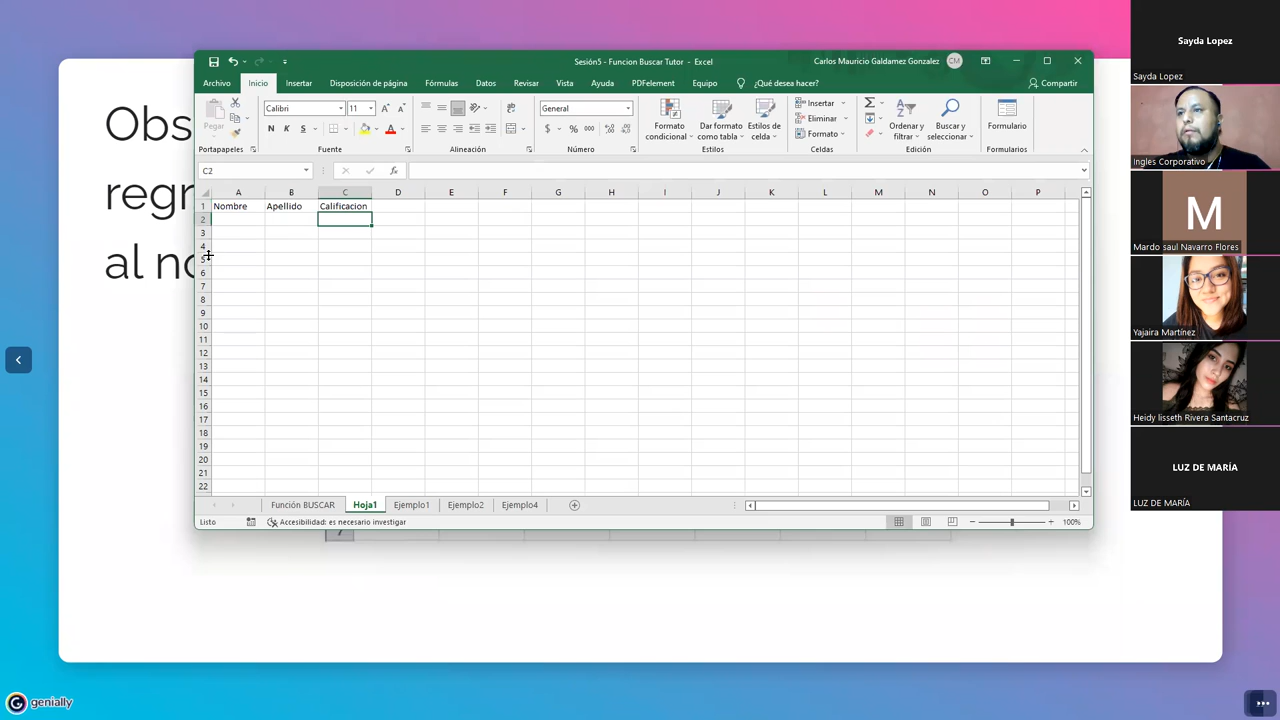 Obs
regr
al no
Sesión5 - Funcion Buscar Tutor - Excel
Carlos Mauricio Galdamez Gonzalez
CM
Archivo Inicio Insertar Disposición de página Fórmulas Datos Revisar Vista Ayuda PDFelement Equipo ¿Qué desea hacer? Compartir
Pegar
Calibri 11
N K S
General
Formato condicional
Dar formato como tabla
Estilos de celda
Insertar
Eliminar
Formato
Ordenar y filtrar
Buscar y seleccionar
Formulario
Portapapeles Fuente Alineación Número Estilos Celdas Edición Formularios
C2
A B C D E F G H I J K L M N O P
1 Nombre Apellido Calificacion
2
3
4
5
6
7
8
9
10
11
12
13
14
15
16
17
18
19
20
21
22
Función BUSCAR Hoja1 Ejemplo1 Ejemplo2 Ejemplo4
Listo Accesibilidad: es necesario investigar 100%
7
genially
Sayda Lopez
Sayda Lopez
Ingles Corporativo
M
Mardo saul Navarro Flores
Yajaira Martínez
Heidy lisseth Rivera Santacruz
LUZ DE MARÍA
LUZ DE MARÍA